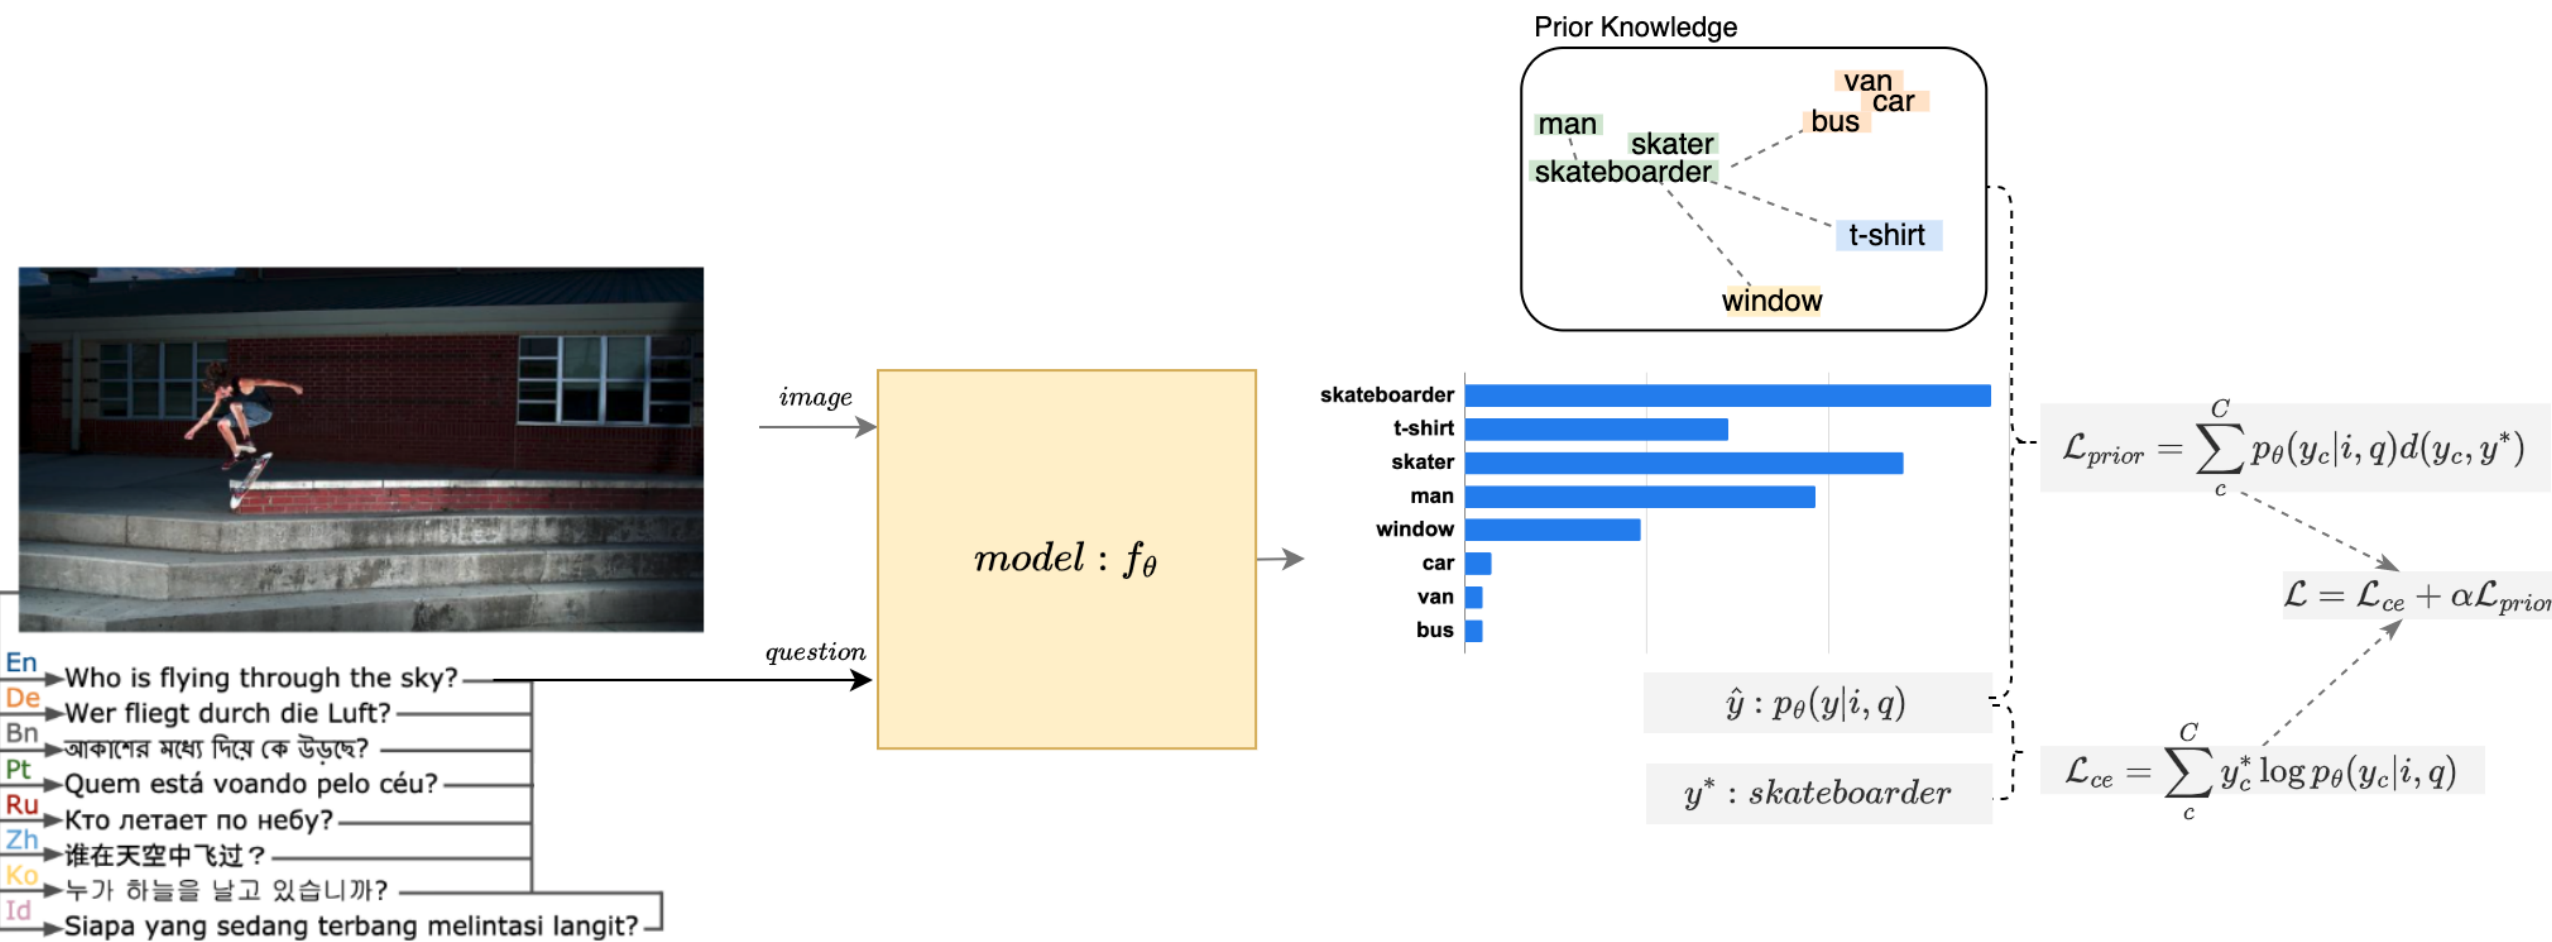 Prior Knowledge
van
car
bus
man
skater
skateboarder
t-shirt
window
image
question
model : f_θ
skateboarder
t-shirt
skater
man
window
car
van
bus
ŷ : p_θ(y|i, q)
y* : skateboarder
L_prior = ∑_c^C p_θ(y_c|i, q)d(y_c, y*)
L = L_ce + αL_prior
L_ce = ∑_c^C y_c* log p_θ(y_c|i, q)
En Who is flying through the sky?
De Wer fliegt durch die Luft?
Bn আকাশের মধ্যে দিয়ে কে উড়ছে?
Pt Quem está voando pelo céu?
Ru Кто летает по небу?
Zh 谁在天空中飞过？
Ko 누가 하늘을 날고 있습니까?
Id Siapa yang sedang terbang melintasi langit?